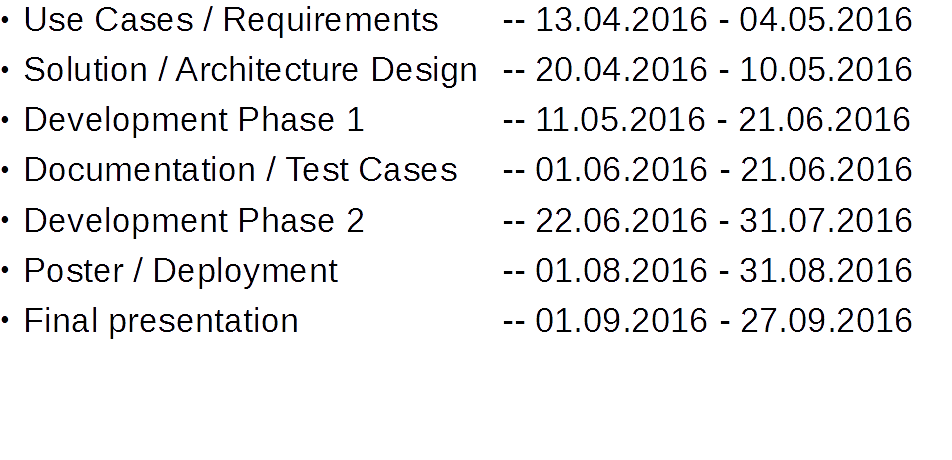 • Use Cases / Requirements -- 13.04.2016 - 04.05.2016
• Solution / Architecture Design -- 20.04.2016 - 10.05.2016
• Development Phase 1 -- 11.05.2016 - 21.06.2016
• Documentation / Test Cases -- 01.06.2016 - 21.06.2016
• Development Phase 2 -- 22.06.2016 - 31.07.2016
• Poster / Deployment -- 01.08.2016 - 31.08.2016
• Final presentation -- 01.09.2016 - 27.09.2016